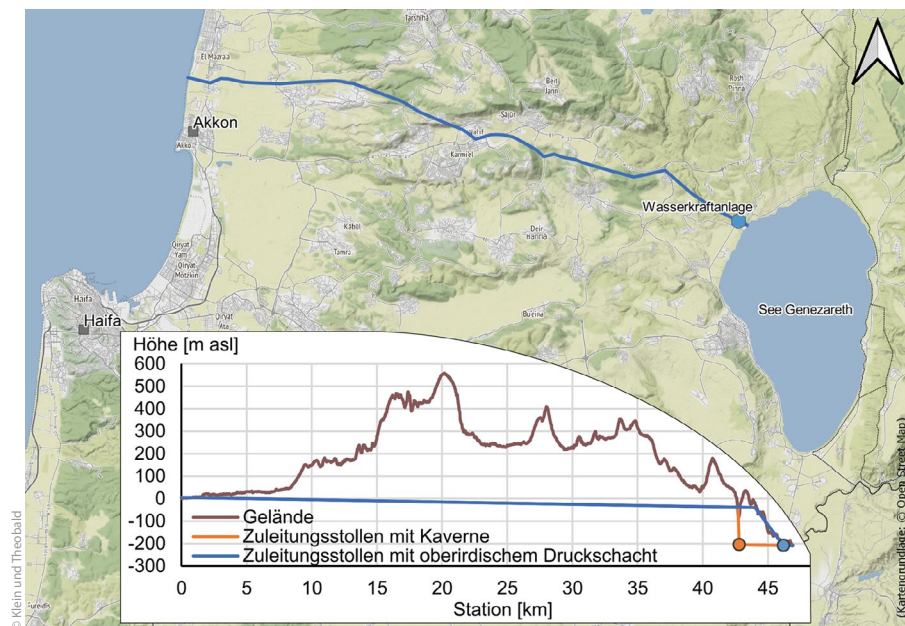 Tarshiha
El Mazraa
Beit
Jann
Rosh
Pinna
Akkon
Akko
Sajur
Karmiel
Wasserkraftanlage
Kabul
Deir
Hanna
Tamra
Qiryat
Yam
Qiryat
Motzkin
See Genezareth
Haifa
Haifa
Qiryat
Ata
Bueina
Höhe [m asl]
600
500
400
300
200
100
0
-100
-200
-300
Gelände
Zuleitungsstollen mit Kaverne
Zuleitungsstollen mit oberirdischem Druckschacht
0 5 10 15 20 25 30 35 40 45
Station [km]
Fureidis
© Klein und Theobald
(Kartengrundlage: © Open Street Map)